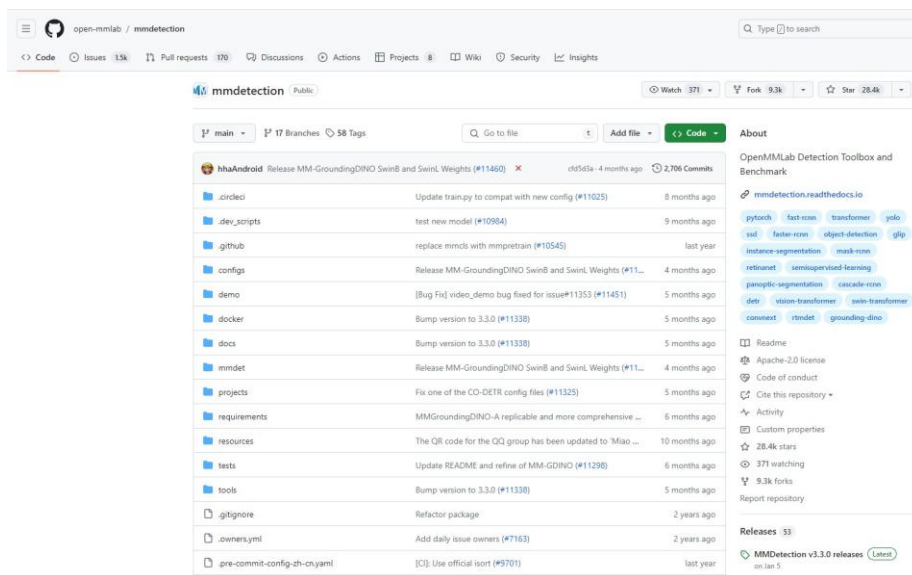 open-mmlab / mmdetection
Type / to search
Code Issues 1.5k Pull requests 170 Discussions Actions Projects 8 Wiki Security Insights
mmdetection Public
Watch 371 Fork 9.3k Star 28.4k
main 17 Branches 58 Tags Go to file t Add file Code
hhaAndroid Release MM-GroundingDINO SwinB and SwinL Weights (#11460) cfd5d3a · 4 months ago 2,706 Commits
.circleci Update train.py to compat with new config (#11025) 8 months ago
.dev_scripts test new model (#10984) 9 months ago
.github replace mmcls with mmpretrain (#10545) last year
configs Release MM-GroundingDINO SwinB and SwinL Weights (#11... 4 months ago
demo [Bug Fix] video_demo bug fixed for issue#11353 (#11451) 5 months ago
docker Bump version to 3.3.0 (#11338) 5 months ago
docs Bump version to 3.3.0 (#11338) 5 months ago
mmdet Release MM-GroundingDINO SwinB and SwinL Weights (#11... 4 months ago
projects Fix one of the CO-DETR config files (#11325) 5 months ago
requirements MMGroundingDINO-A replicable and more comprehensive ... 6 months ago
resources The QR code for the QQ group has been updated to 'Miao ... 10 months ago
tests Update README and refine of MM-GDINO (#11298) 6 months ago
tools Bump version to 3.3.0 (#11338) 5 months ago
.gitignore Refactor package 2 years ago
.owners.yml Add daily issue owners (#7163) 2 years ago
.pre-commit-config-zh-cn.yaml [CI]: Use official isort (#9701) last year
About
OpenMMLab Detection Toolbox and
Benchmark
mmdetection.readthedocs.io
pytorch fast-rcnn transformer yolo
ssd faster-rcnn object-detection glip
instance-segmentation mask-rcnn
retinanet semisupervised-learning
panoptic-segmentation cascade-rcnn
detr vision-transformer swin-transformer
convnext rtmdet grounding-dino
Readme
Apache-2.0 license
Code of conduct
Cite this repository
Activity
Custom properties
28.4k stars
371 watching
9.3k forks
Report repository
Releases 53
MMDetection v3.3.0 releases Latest
on Jan 5